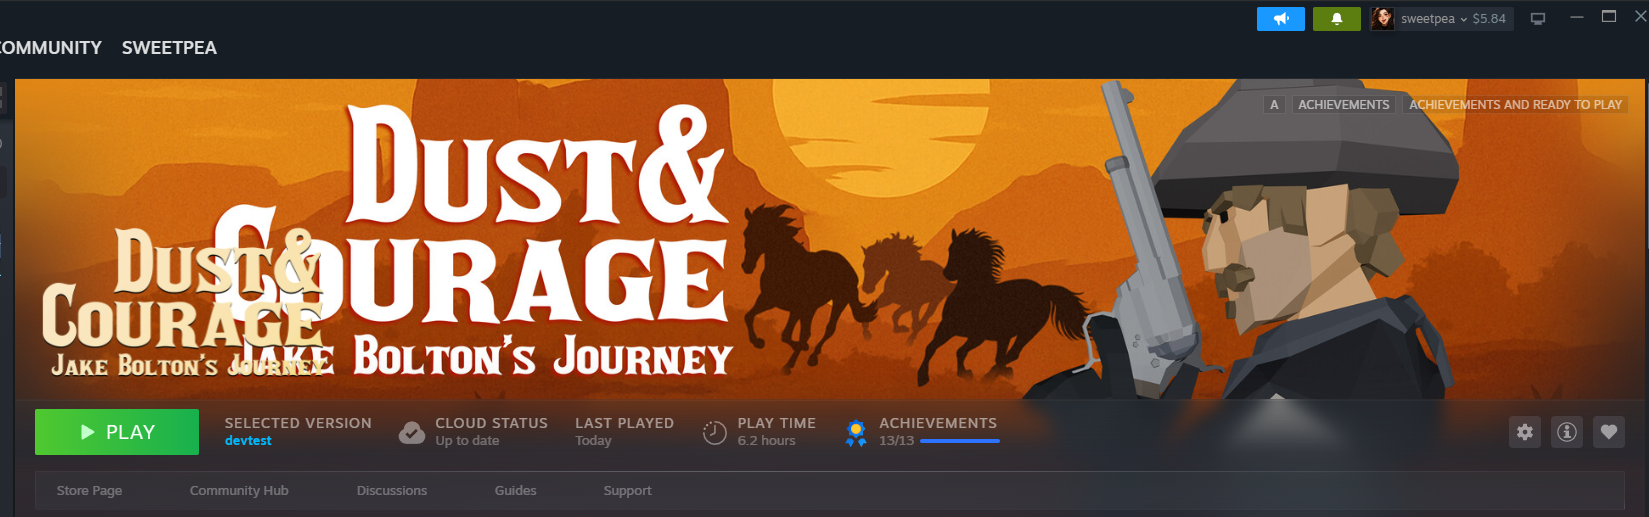 sweetpea $5.84
COMMUNITY SWEETPEA
A ACHIEVEMENTS ACHIEVEMENTS AND READY TO PLAY
DUST&
COURAGE
JAKE BOLTON'S JOURNEY
DUST&
COURAGE
JAKE BOLTON'S JOURNEY
PLAY
SELECTED VERSION
devtest
CLOUD STATUS
Up to date
LAST PLAYED
Today
PLAY TIME
6.2 hours
ACHIEVEMENTS
13/13
Store Page Community Hub Discussions Guides Support